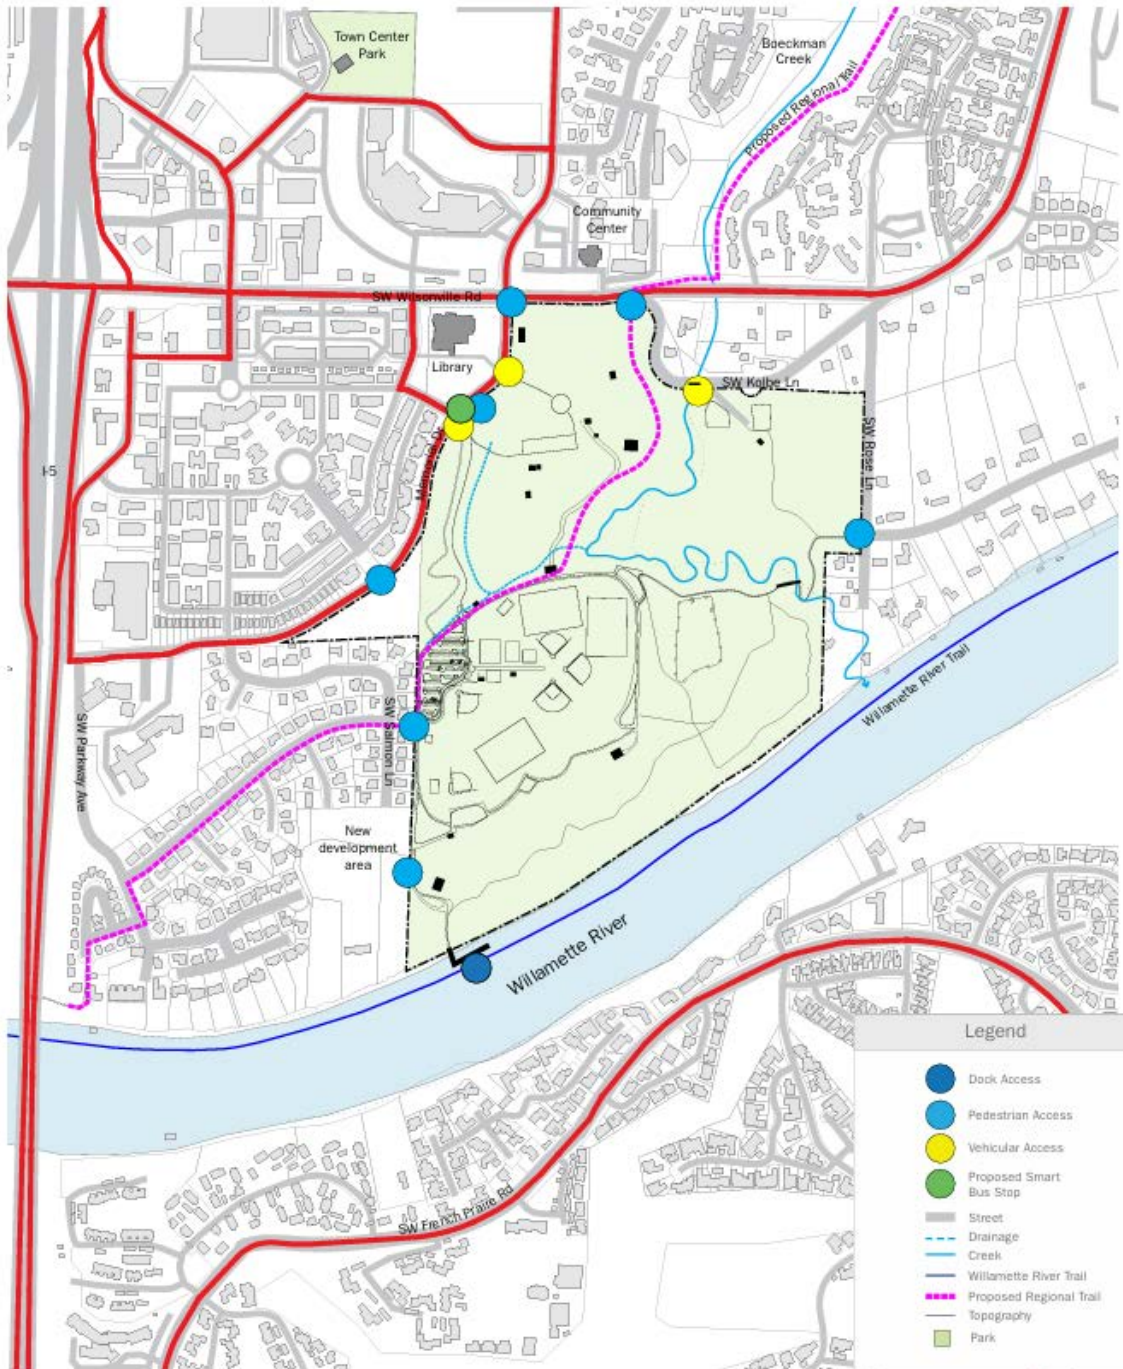 Town Center
Park
Boeckman
Creek
Proposed Regional Trail
Community
Center
SW Wilsonville Rd
Library
SW Kolbe Ln
SW Rose Ln
I-5
Memorial Dr
Willamette River Trail
SW Parkway Ave
SW Salmon Ln
New
development
area
Willamette River
SW French Prairie Rd
Legend
Dock Access
Pedestrian Access
Vehicular Access
Proposed Smart
Bus Stop
Street
Drainage
Creek
Willamette River Trail
Proposed Regional Trail
Topography
Park